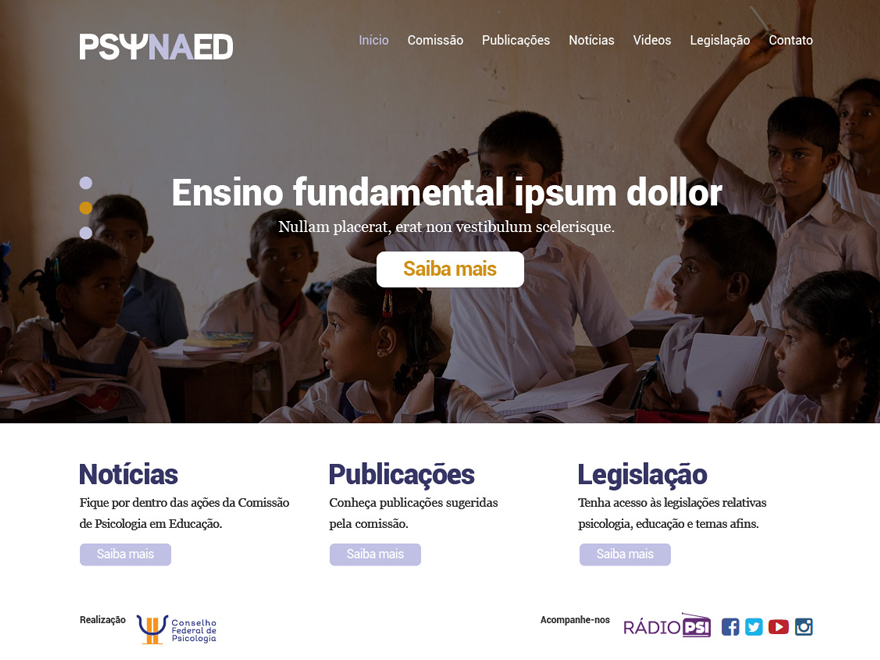 PSYNAED
Início Comissão Publicações Notícias Videos Legislação Contato
Ensino fundamental ipsum dollor
Nullam placerat, erat non vestibulum scelerisque.
Saiba mais
Notícias
Fique por dentro das ações da Comissão
de Psicologia em Educação.
Saiba mais
Publicações
Conheça publicações sugeridas
pela comissão.
Saiba mais
Legislação
Tenha acesso às legislações relativas
psicologia, educação e temas afins.
Saiba mais
Realização
Conselho
Federal de
Psicologia
Acompanhe-nos
RÁDIO PSI